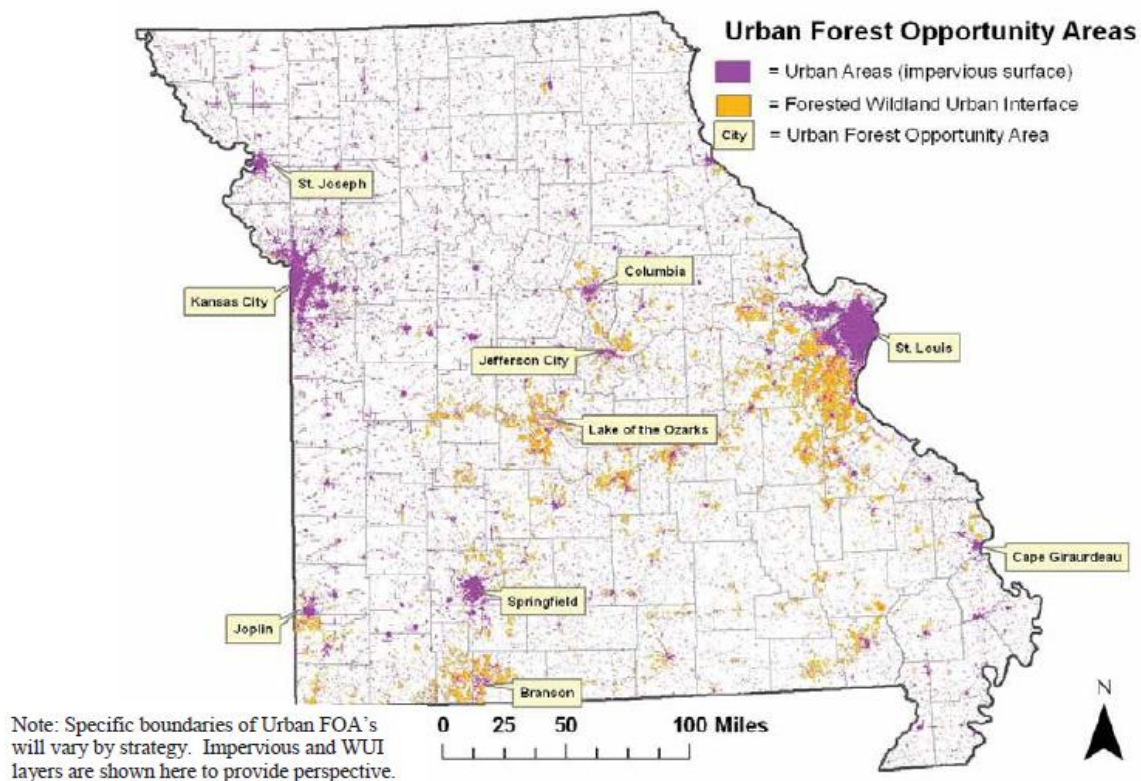 Urban Forest Opportunity Areas
= Urban Areas (impervious surface)
= Forested Wildland Urban Interface
City = Urban Forest Opportunity Area
St. Joseph
Kansas City
Columbia
Jefferson City
St. Louis
Lake of the Ozarks
Cape Giraurdeau
Springfield
Joplin
Branson
Note: Specific boundaries of Urban FOA's
will vary by strategy. Impervious and WUI
layers are shown here to provide perspective.
0 25 50 100 Miles
N